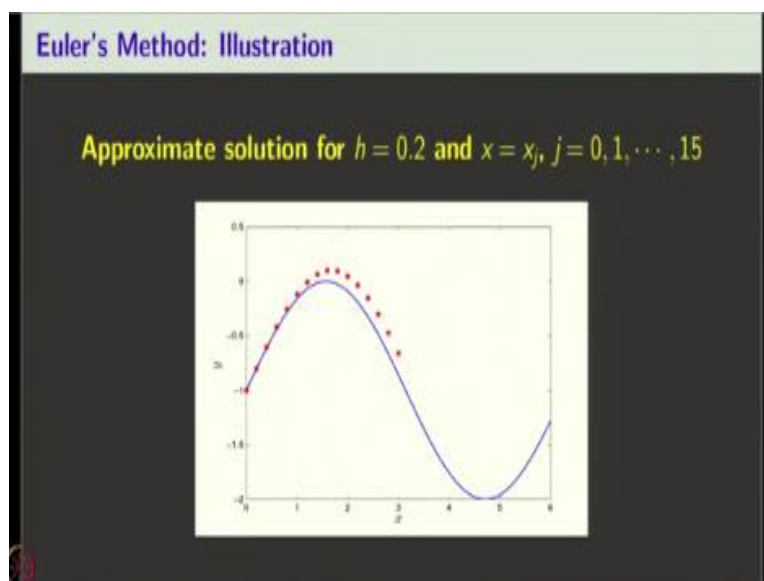 Euler's Method: Illustration
Approximate solution for h = 0.2 and x = x_j, j = 0, 1, ⋯ , 15
0.5
0
-0.5
-1
-1.5
-2
0 1 2 3 4 5 6